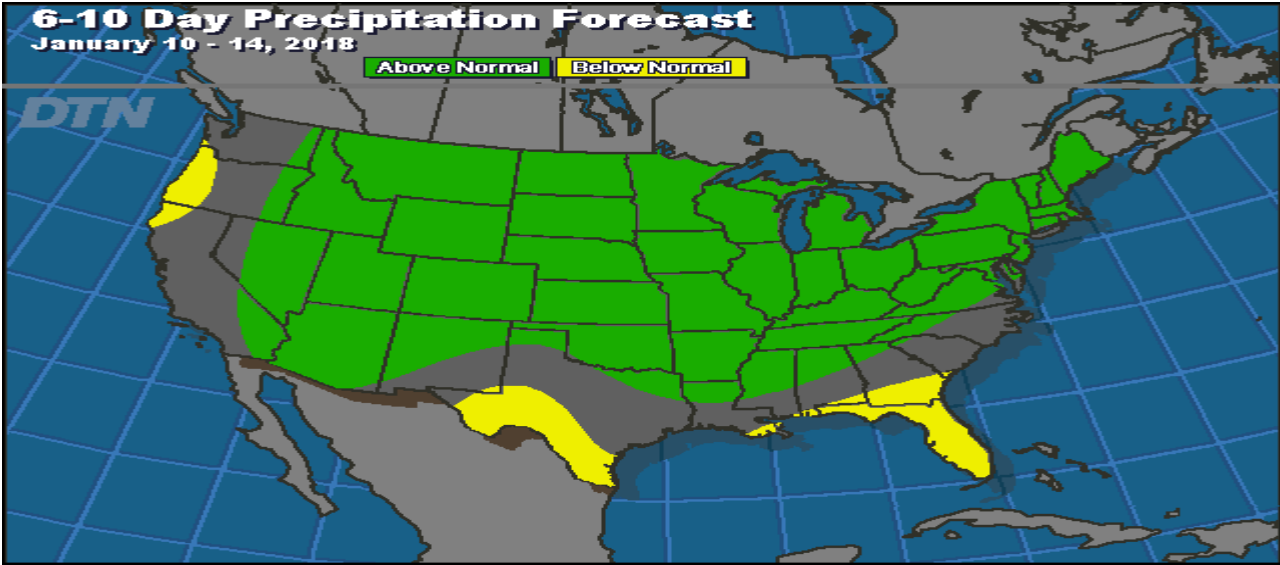 6-10 Day Precipitation Forecast
January 10 - 14, 2018
Above Normal Below Normal
DTN